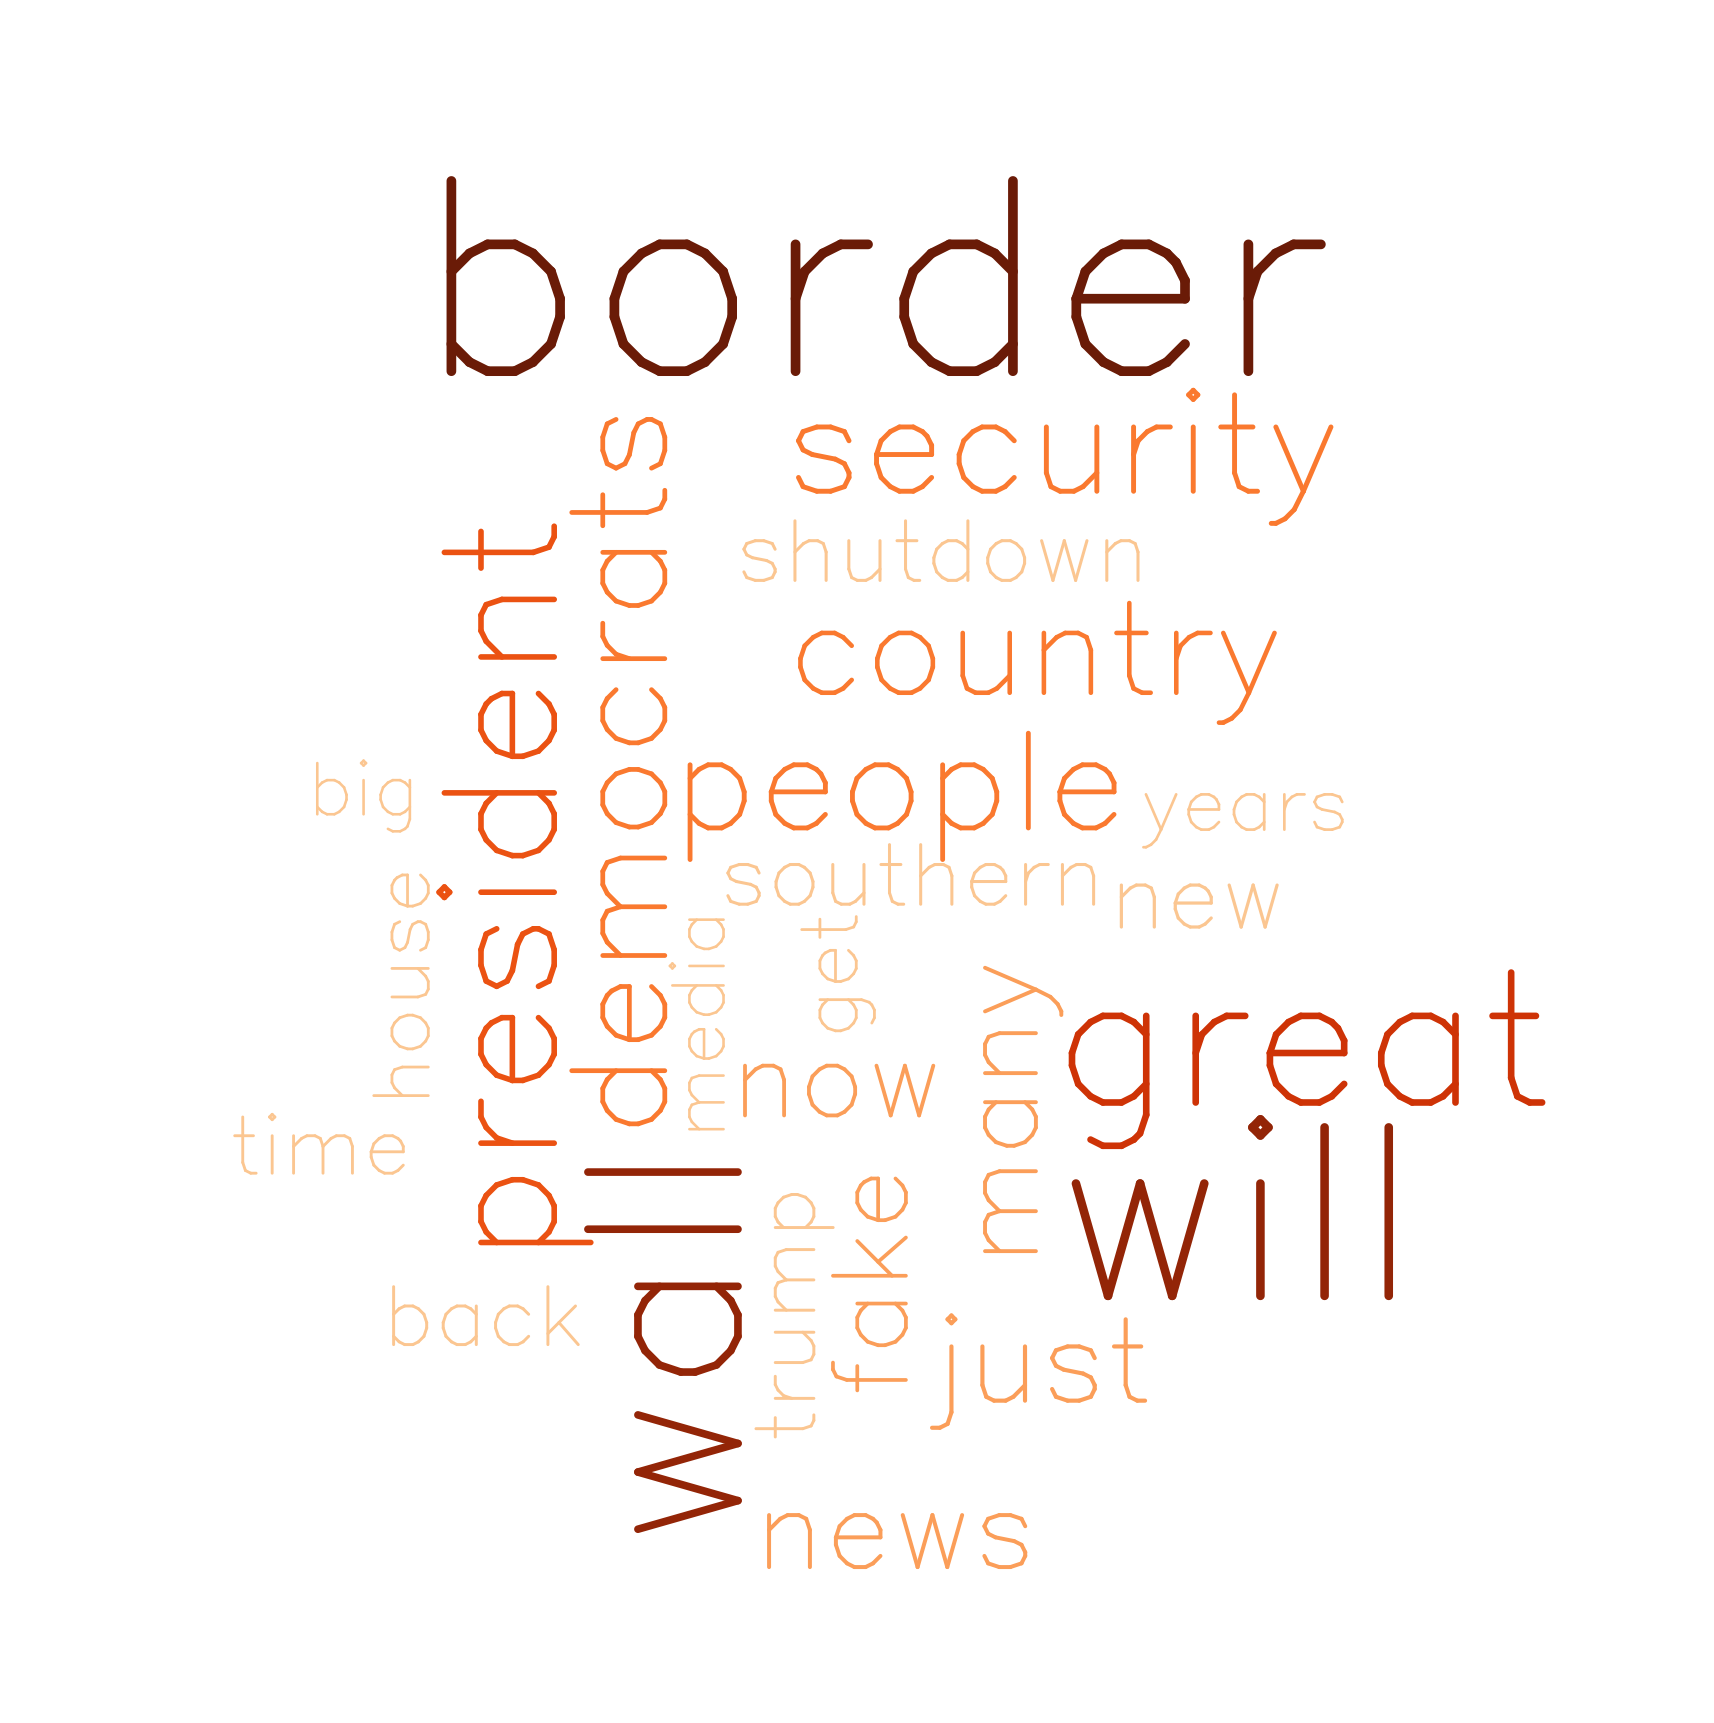 border
security
democrats
shutdown
president
country
people
big
years
southern
new
house
media
get
many
great
now
time
will
wall
trump
fake
back
just
news